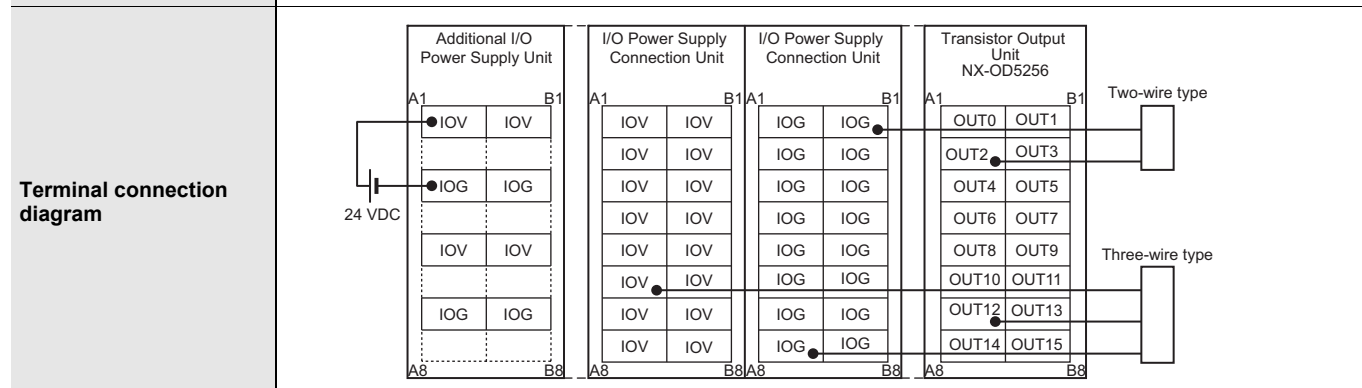 Terminal connection
diagram
Additional I/O
Power Supply Unit
A1 B1
IOV IOV
IOG IOG
IOV IOV
IOG IOG
A8 B8
24 VDC
I/O Power Supply
Connection Unit
A1 B1
IOV IOV
IOV IOV
IOV IOV
IOV IOV
IOV IOV
IOV IOV
IOV IOV
IOV IOV
A8 B8
I/O Power Supply
Connection Unit
A1 B1
IOG IOG
IOG IOG
IOG IOG
IOG IOG
IOG IOG
IOG IOG
IOG IOG
IOG IOG
A8 B8
Transistor Output
Unit
NX-OD5256
A1 B1
OUT0 OUT1
OUT2 OUT3
OUT4 OUT5
OUT6 OUT7
OUT8 OUT9
OUT10 OUT11
OUT12 OUT13
OUT14 OUT15
A8 B8
Two-wire type
Three-wire type